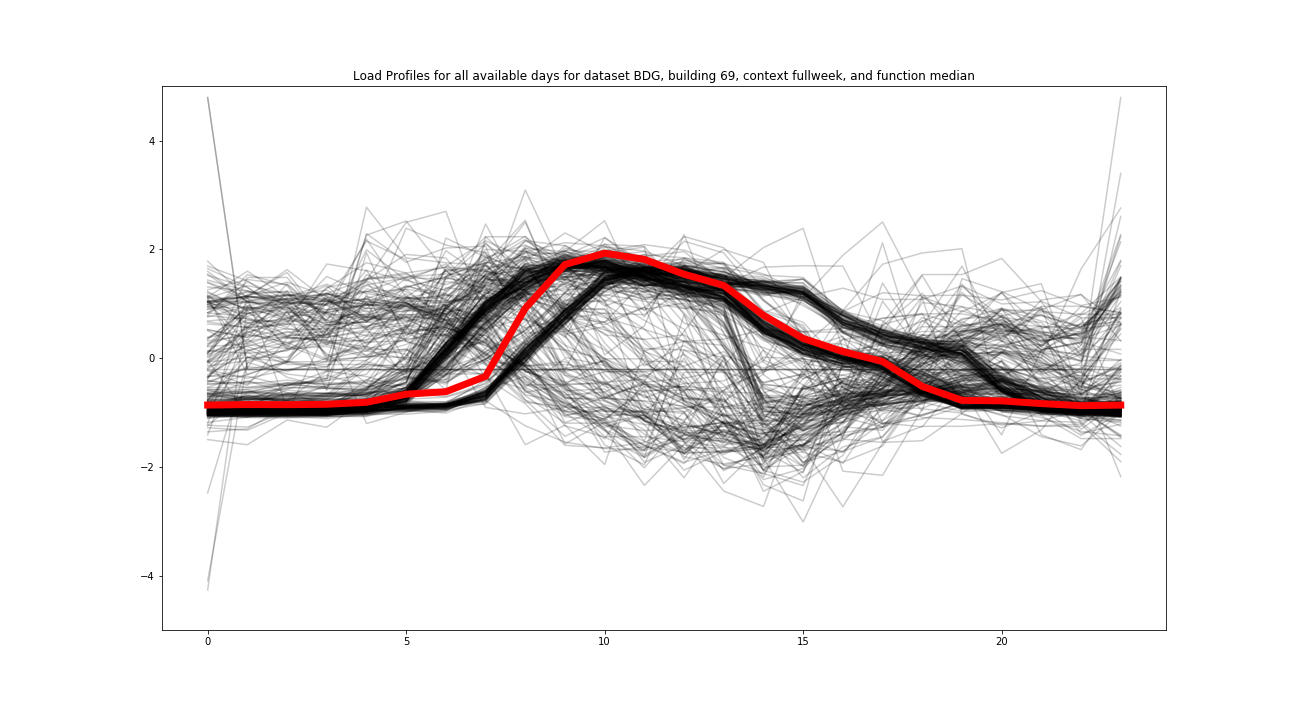 Load Profiles for all available days for dataset BDG, building 69, context fullweek, and function median
4
2
0
−2
−4
0 5 10 15 20